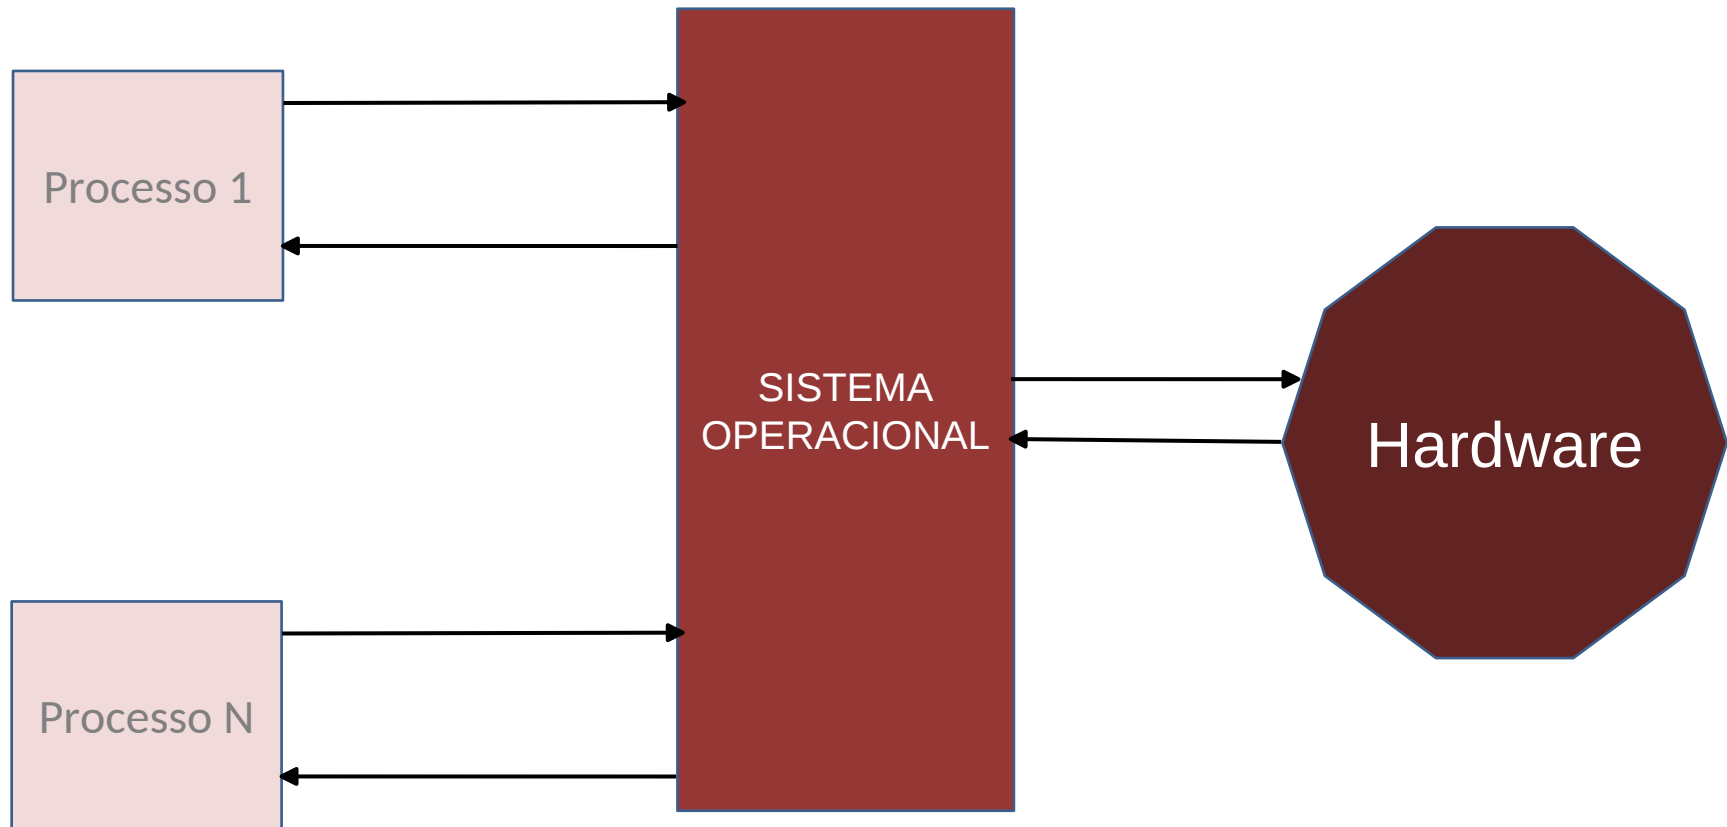 Processo 1
SISTEMA
OPERACIONAL
Hardware
Processo N